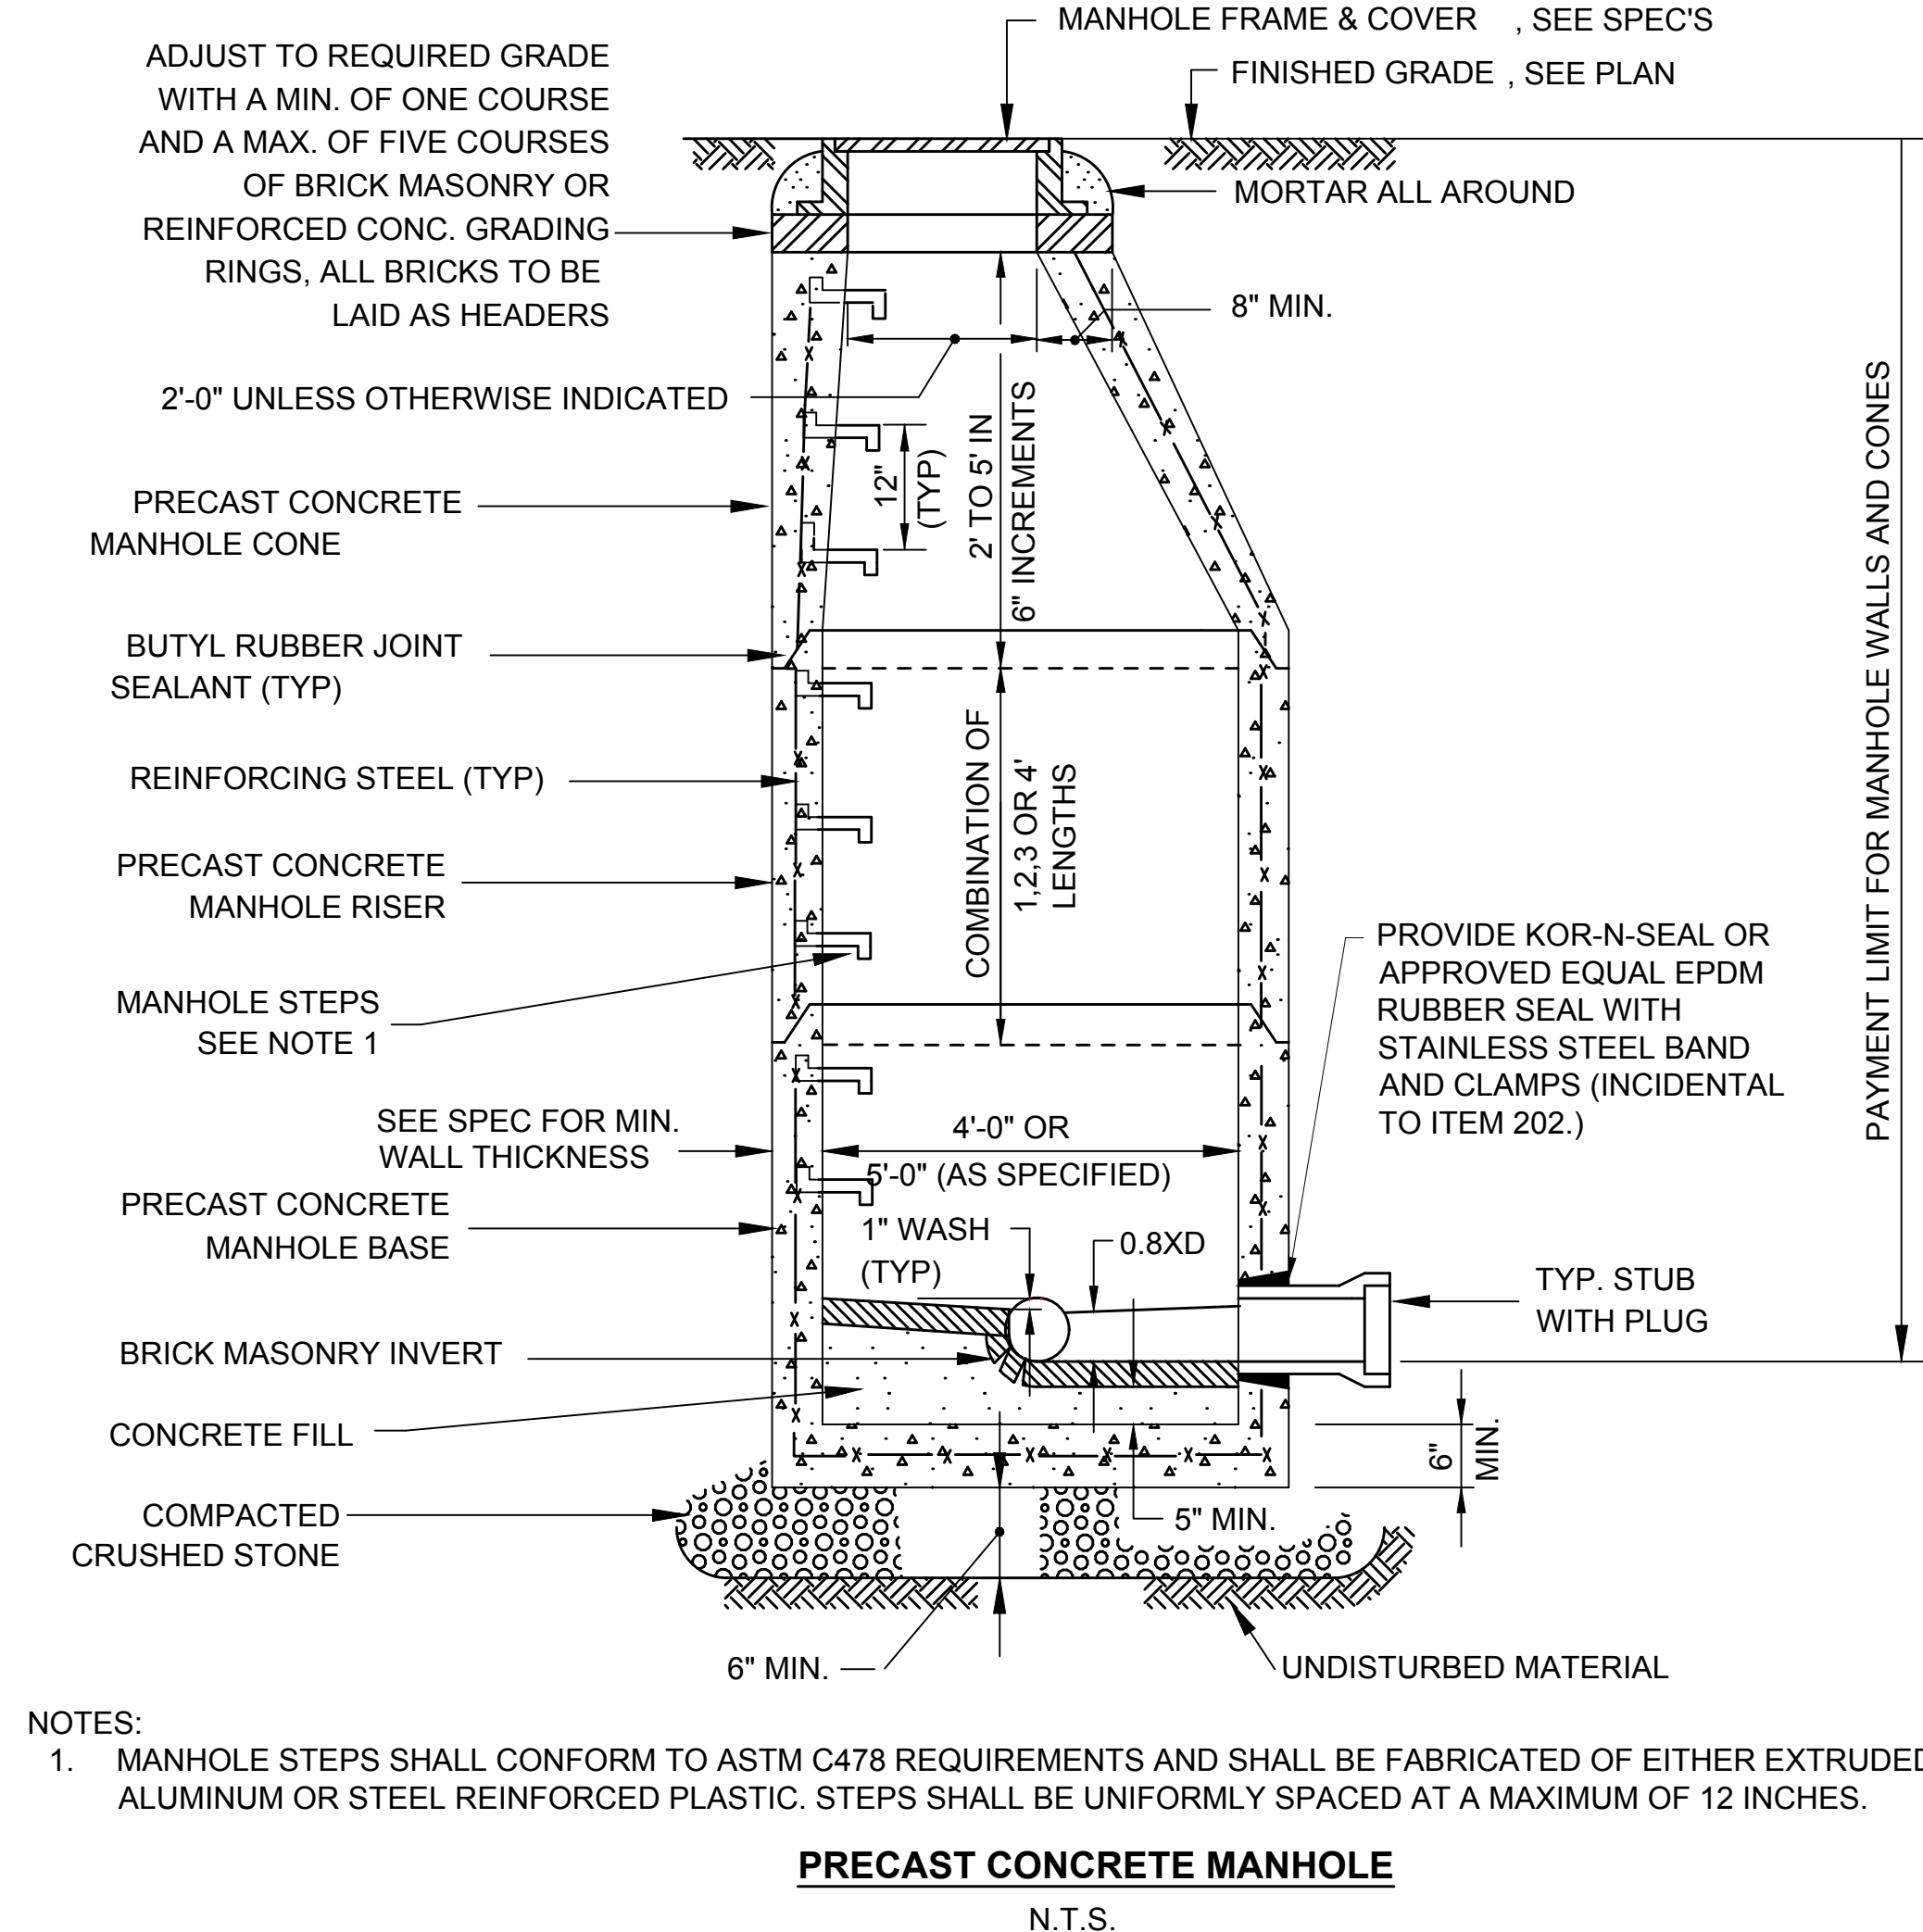 MANHOLE FRAME & COVER , SEE SPEC'S
FINISHED GRADE , SEE PLAN
ADJUST TO REQUIRED GRADE
WITH A MIN. OF ONE COURSE
AND A MAX. OF FIVE COURSES
OF BRICK MASONRY OR
REINFORCED CONC. GRADING
RINGS, ALL BRICKS TO BE
LAID AS HEADERS
MORTAR ALL AROUND
8" MIN.
2'-0" UNLESS OTHERWISE INDICATED
12"
(TYP)
2' TO 5' IN
6" INCREMENTS
PRECAST CONCRETE
MANHOLE CONE
BUTYL RUBBER JOINT
SEALANT (TYP)
REINFORCING STEEL (TYP)
COMBINATION OF
1,2,3 OR 4'
LENGTHS
PRECAST CONCRETE
MANHOLE RISER
MANHOLE STEPS
SEE NOTE 1
PAYMENT LIMIT FOR MANHOLE WALLS AND CONES
PROVIDE KOR-N-SEAL OR
APPROVED EQUAL EPDM
RUBBER SEAL WITH
STAINLESS STEEL BAND
AND CLAMPS (INCIDENTAL
TO ITEM 202.)
SEE SPEC FOR MIN.
WALL THICKNESS
4'-0" OR
5'-0" (AS SPECIFIED)
PRECAST CONCRETE
MANHOLE BASE
1" WASH
(TYP)
0.8XD
TYP. STUB
WITH PLUG
BRICK MASONRY INVERT
CONCRETE FILL
6"
MIN.
COMPACTED
CRUSHED STONE
5" MIN.
6" MIN.
UNDISTURBED MATERIAL
NOTES:
1. MANHOLE STEPS SHALL CONFORM TO ASTM C478 REQUIREMENTS AND SHALL BE FABRICATED OF EITHER EXTRUDED
ALUMINUM OR STEEL REINFORCED PLASTIC. STEPS SHALL BE UNIFORMLY SPACED AT A MAXIMUM OF 12 INCHES.
PRECAST CONCRETE MANHOLE
N.T.S.